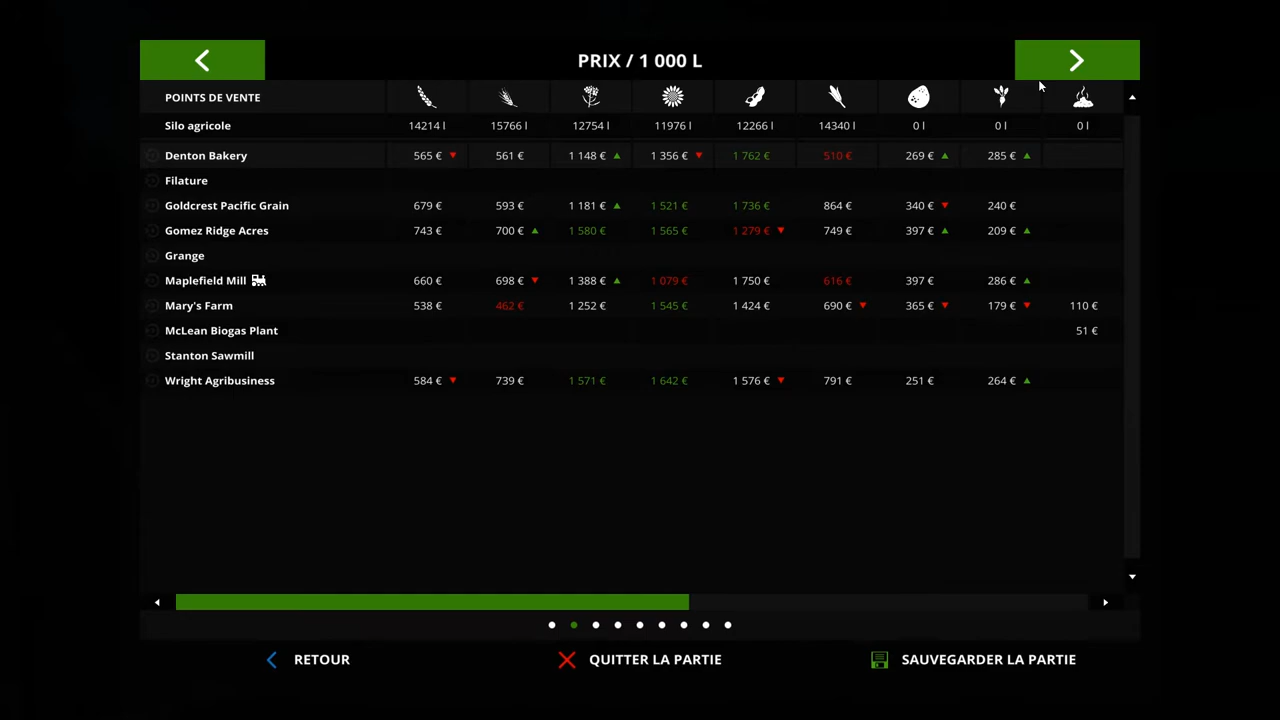 PRIX / 1 000 L
POINTS DE VENTE
Silo agricole 14214 l 15766 l 12754 l 11976 l 12266 l 14340 l 0 l 0 l 0 l
Denton Bakery 565 € 561 € 1 148 € 1 356 € 1 762 € 510 € 269 € 285 €
Filature
Goldcrest Pacific Grain 679 € 593 € 1 181 € 1 521 € 1 736 € 864 € 340 € 240 €
Gomez Ridge Acres 743 € 700 € 1 580 € 1 565 € 1 279 € 749 € 397 € 209 €
Grange
Maplefield Mill 660 € 698 € 1 388 € 1 079 € 1 750 € 616 € 397 € 286 €
Mary's Farm 538 € 462 € 1 252 € 1 545 € 1 424 € 690 € 365 € 179 € 110 €
McLean Biogas Plant 51 €
Stanton Sawmill
Wright Agribusiness 584 € 739 € 1 571 € 1 642 € 1 576 € 791 € 251 € 264 €
RETOUR QUITTER LA PARTIE SAUVEGARDER LA PARTIE